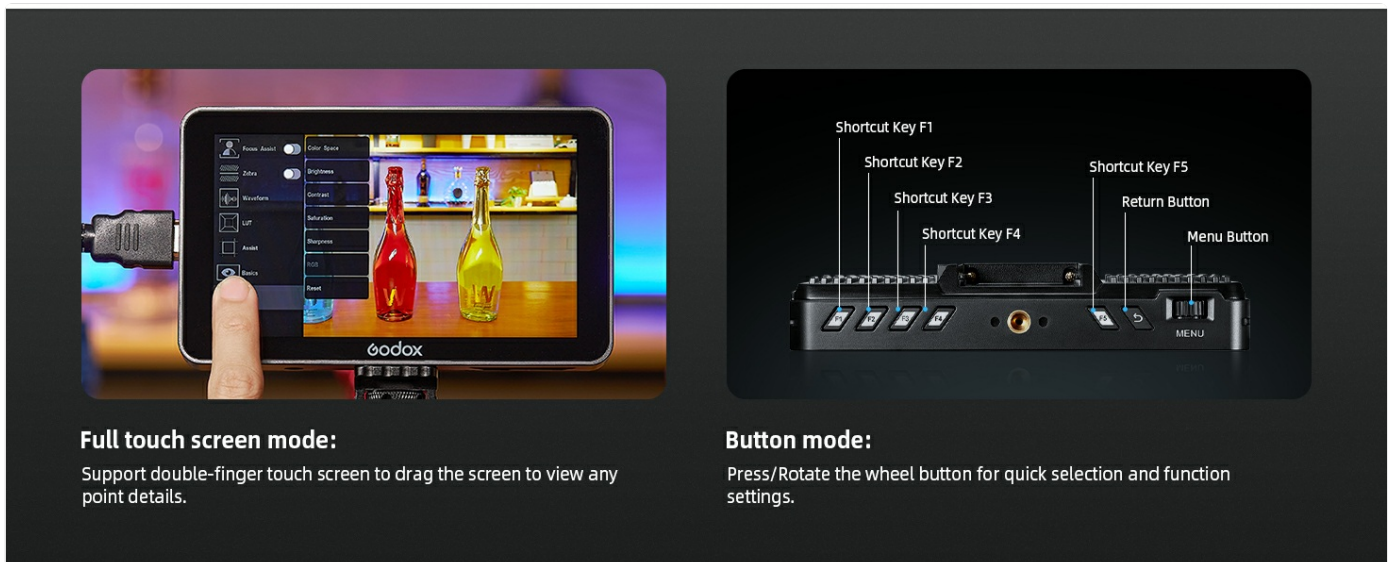 Focus Assist
Zebra
Waveform
LUT
Assist
Basics
Color Space
Brightness
Contrast
Saturation
Sharpness
RGB
Reset
W
W
Godox
Full touch screen mode:
Support double-finger touch screen to drag the screen to view any
point details.
Shortcut Key F1
Shortcut Key F2
Shortcut Key F3
Shortcut Key F4
Shortcut Key F5
Return Button
Menu Button
F1
F2
F3
F4
F5
MENU
Button mode:
Press/Rotate the wheel button for quick selection and function
settings.